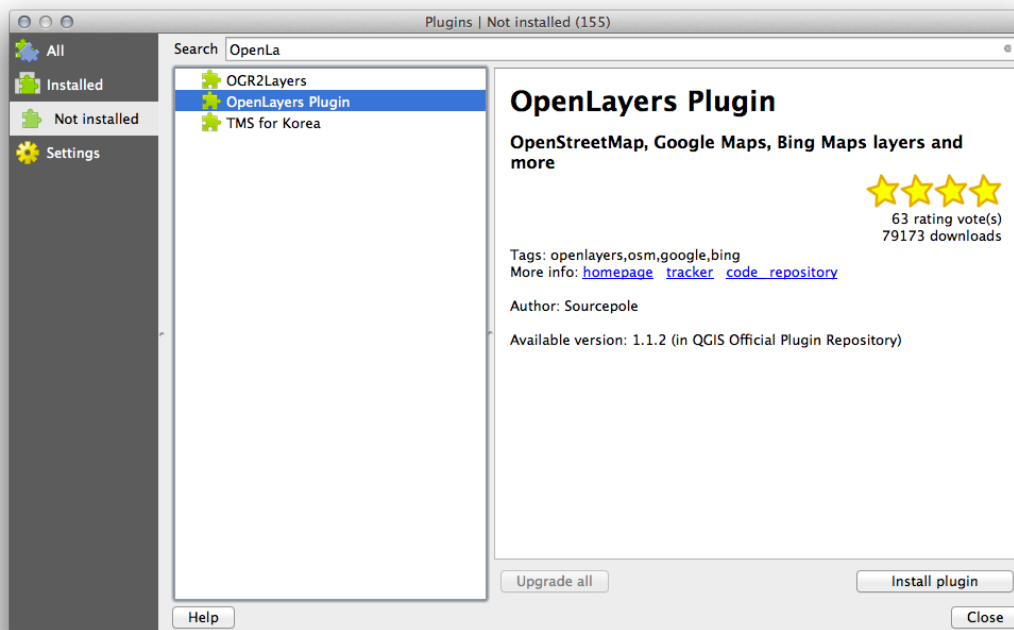 Plugins | Not installed (155)
All
Installed
Not installed
Settings
Search OpenLa
OGR2Layers
OpenLayers Plugin
TMS for Korea
OpenLayers Plugin
OpenStreetMap, Google Maps, Bing Maps layers and
more
63 rating vote(s)
79173 downloads
Tags: openlayers,osm,google,bing
More info: homepage tracker code_repository
Author: Sourcepole
Available version: 1.1.2 (in QGIS Official Plugin Repository)
Upgrade all Install plugin
Help Close